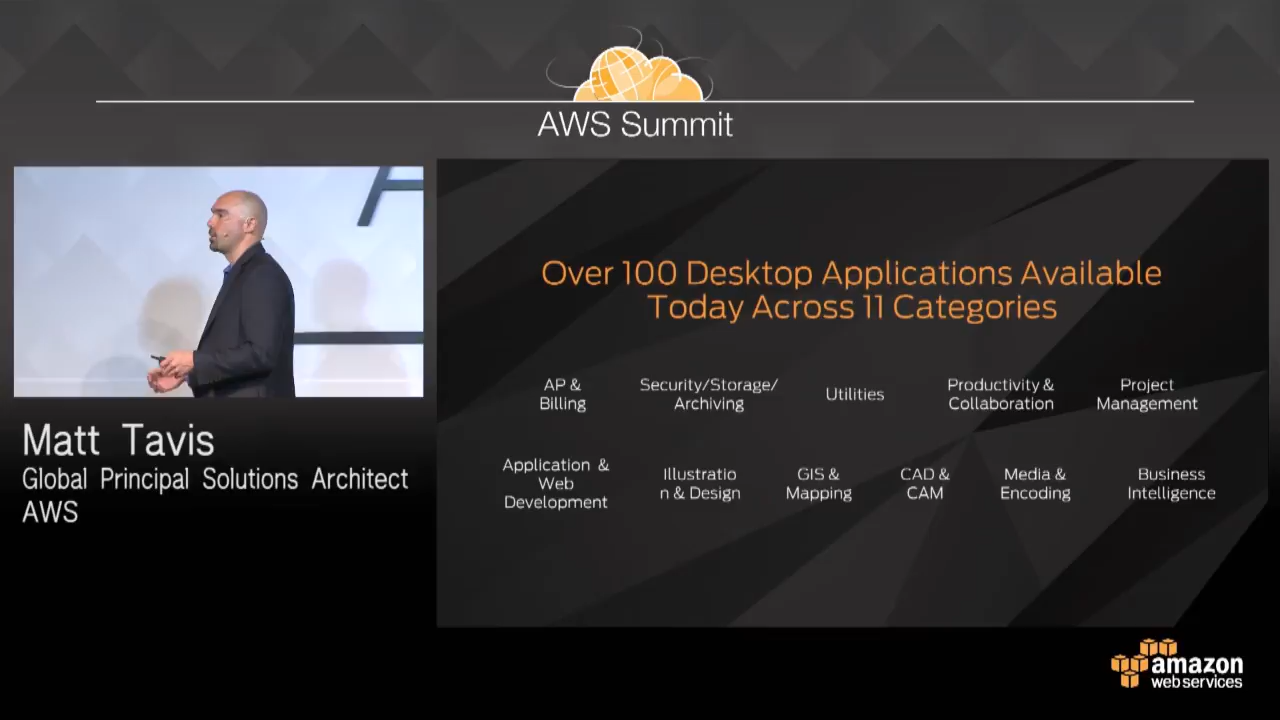 AWS Summit
Matt Tavis
Global Principal Solutions Architect
AWS
Over 100 Desktop Applications Available
Today Across 11 Categories
AP &
Billing
Security/Storage/
Archiving
Utilities
Productivity &
Collaboration
Project
Management
Application &
Web
Development
Illustratio
n & Design
GIS &
Mapping
CAD &
CAM
Media &
Encoding
Business
Intelligence
amazon
web services